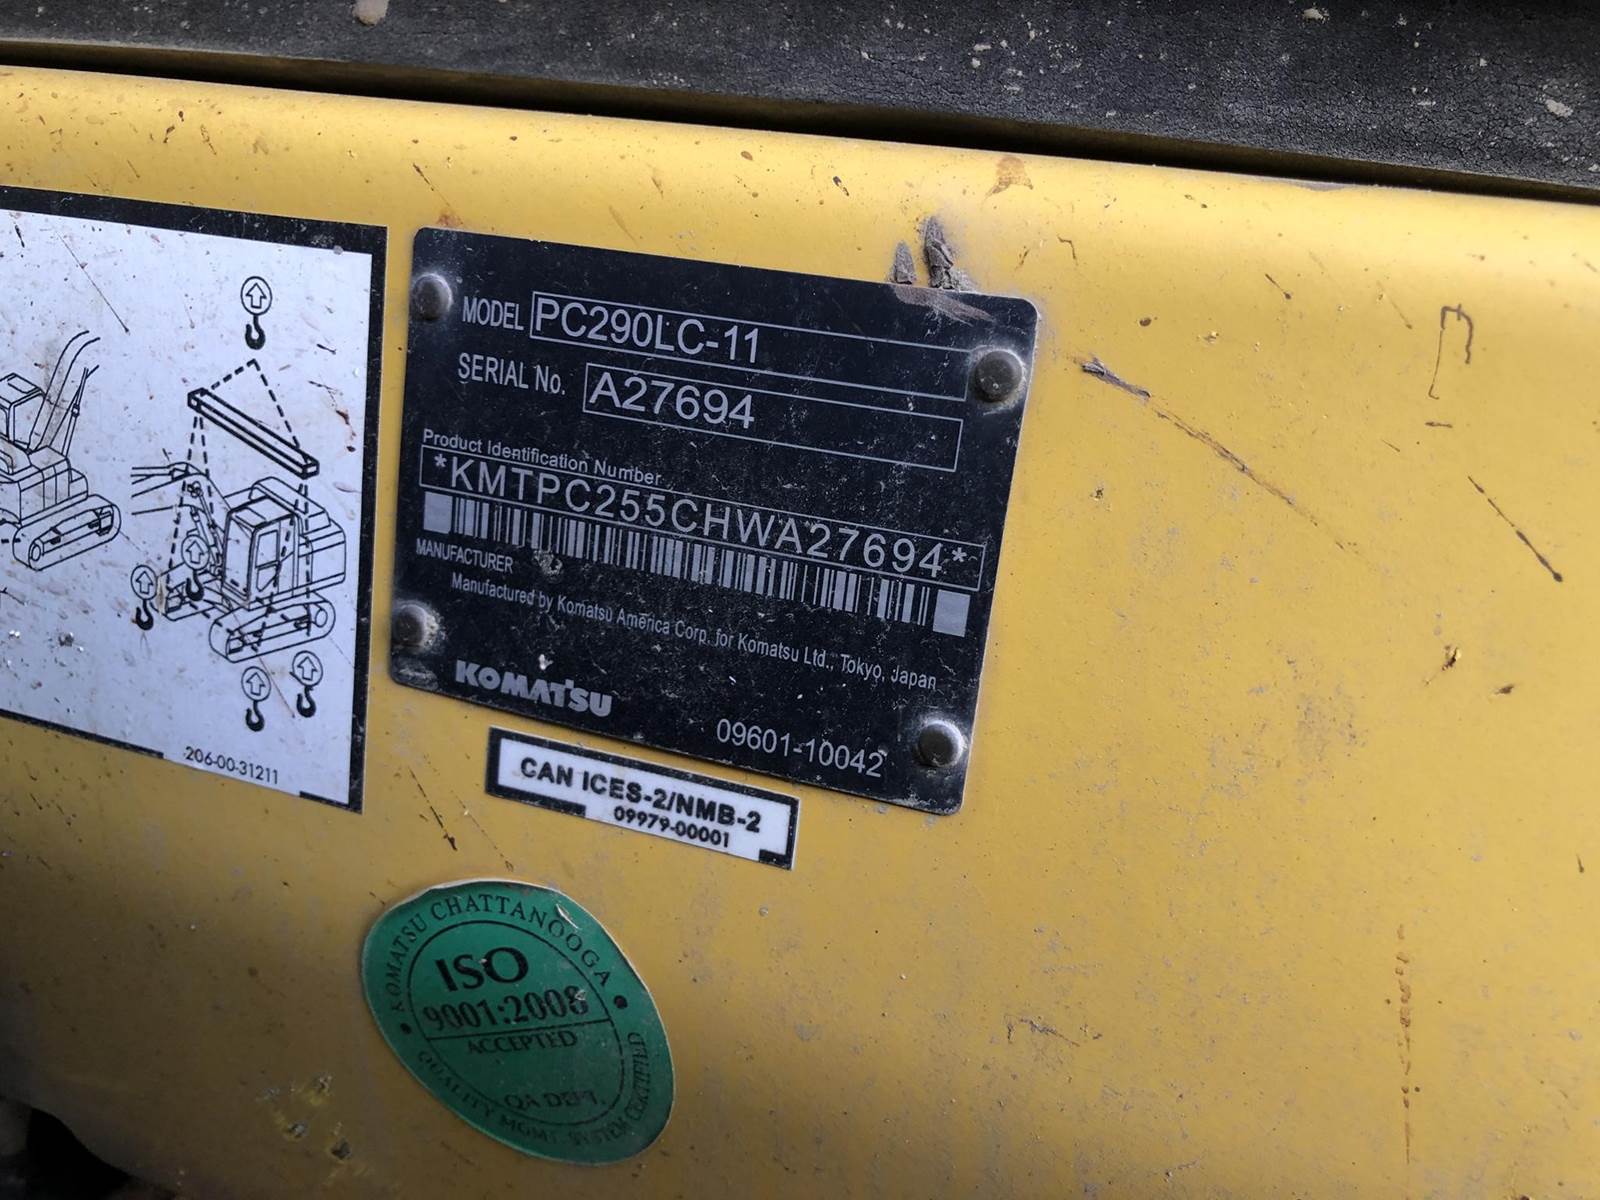 MODEL PC290LC-11
SERIAL No. A27694
Product Identification Number
*KMTPC255CHWA27694*
MANUFACTURER
Manufactured by Komatsu America Corp. for Komatsu Ltd., Tokyo, Japan
KOMATSU
09601-10042
206-00-31211
CAN ICES-2/NMB-2
09979-00001
KOMATSU CHATTANOOGA
ISO
9001:2008
ACCEPTED
QA DEPT.
QUALITY MGMT. SYSTEM CERTIFIED